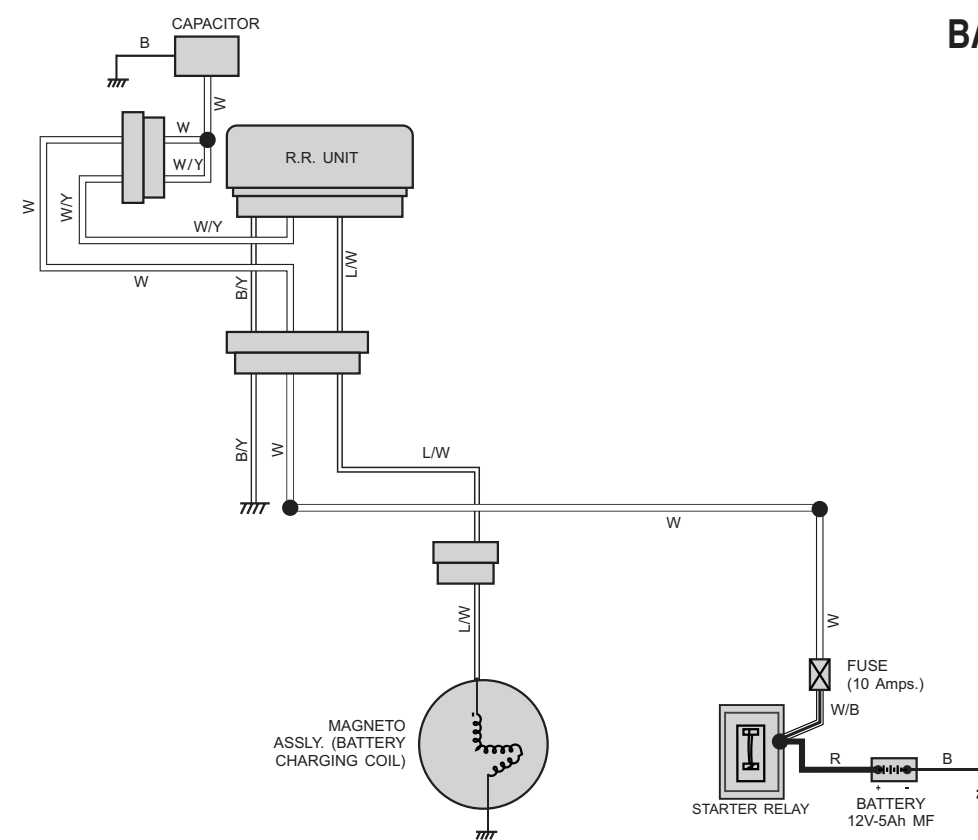 CAPACITOR
BA
B
W
W
W/Y
R.R. UNIT
W
W/Y
W/Y
W
L/W
B/Y
B/Y
W
L/W
W
L/W
W
FUSE
(10 Amps.)
W/B
MAGNETO
ASSLY. (BATTERY
CHARGING COIL)
R
B
+ -
STARTER RELAY
BATTERY
12V-5Ah MF